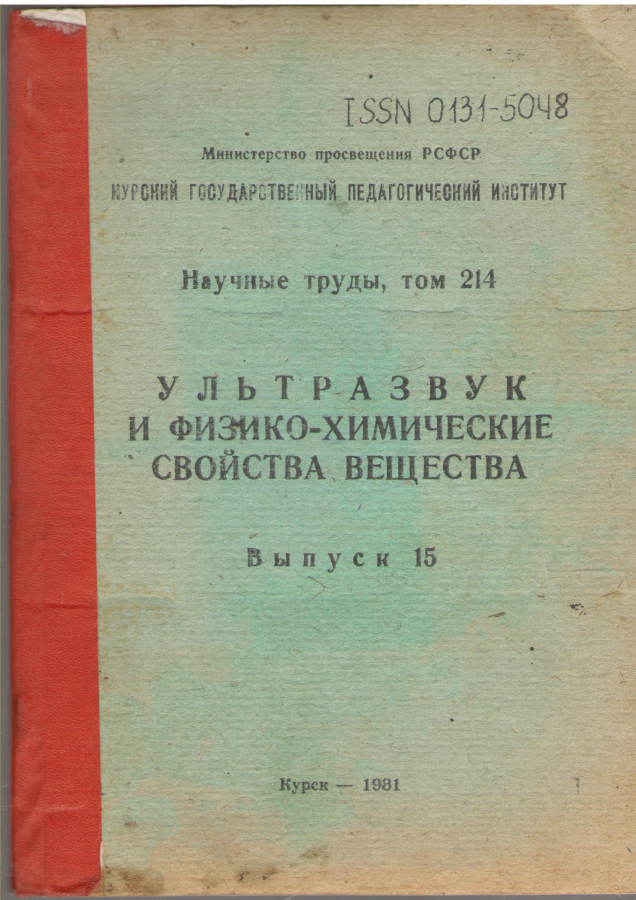 ISSN 0131-5048
Министерство просвещения РСФСР
КУРСКИЙ ГОСУДАРСТВЕННЫЙ ПЕДАГОГИЧЕСКИЙ ИНСТИТУТ
Научные труды, том 214
УЛЬТРАЗВУК
И ФИЗИКО-ХИМИЧЕСКИЕ
СВОЙСТВА ВЕЩЕСТВА
Выпуск 15
Курск — 1981